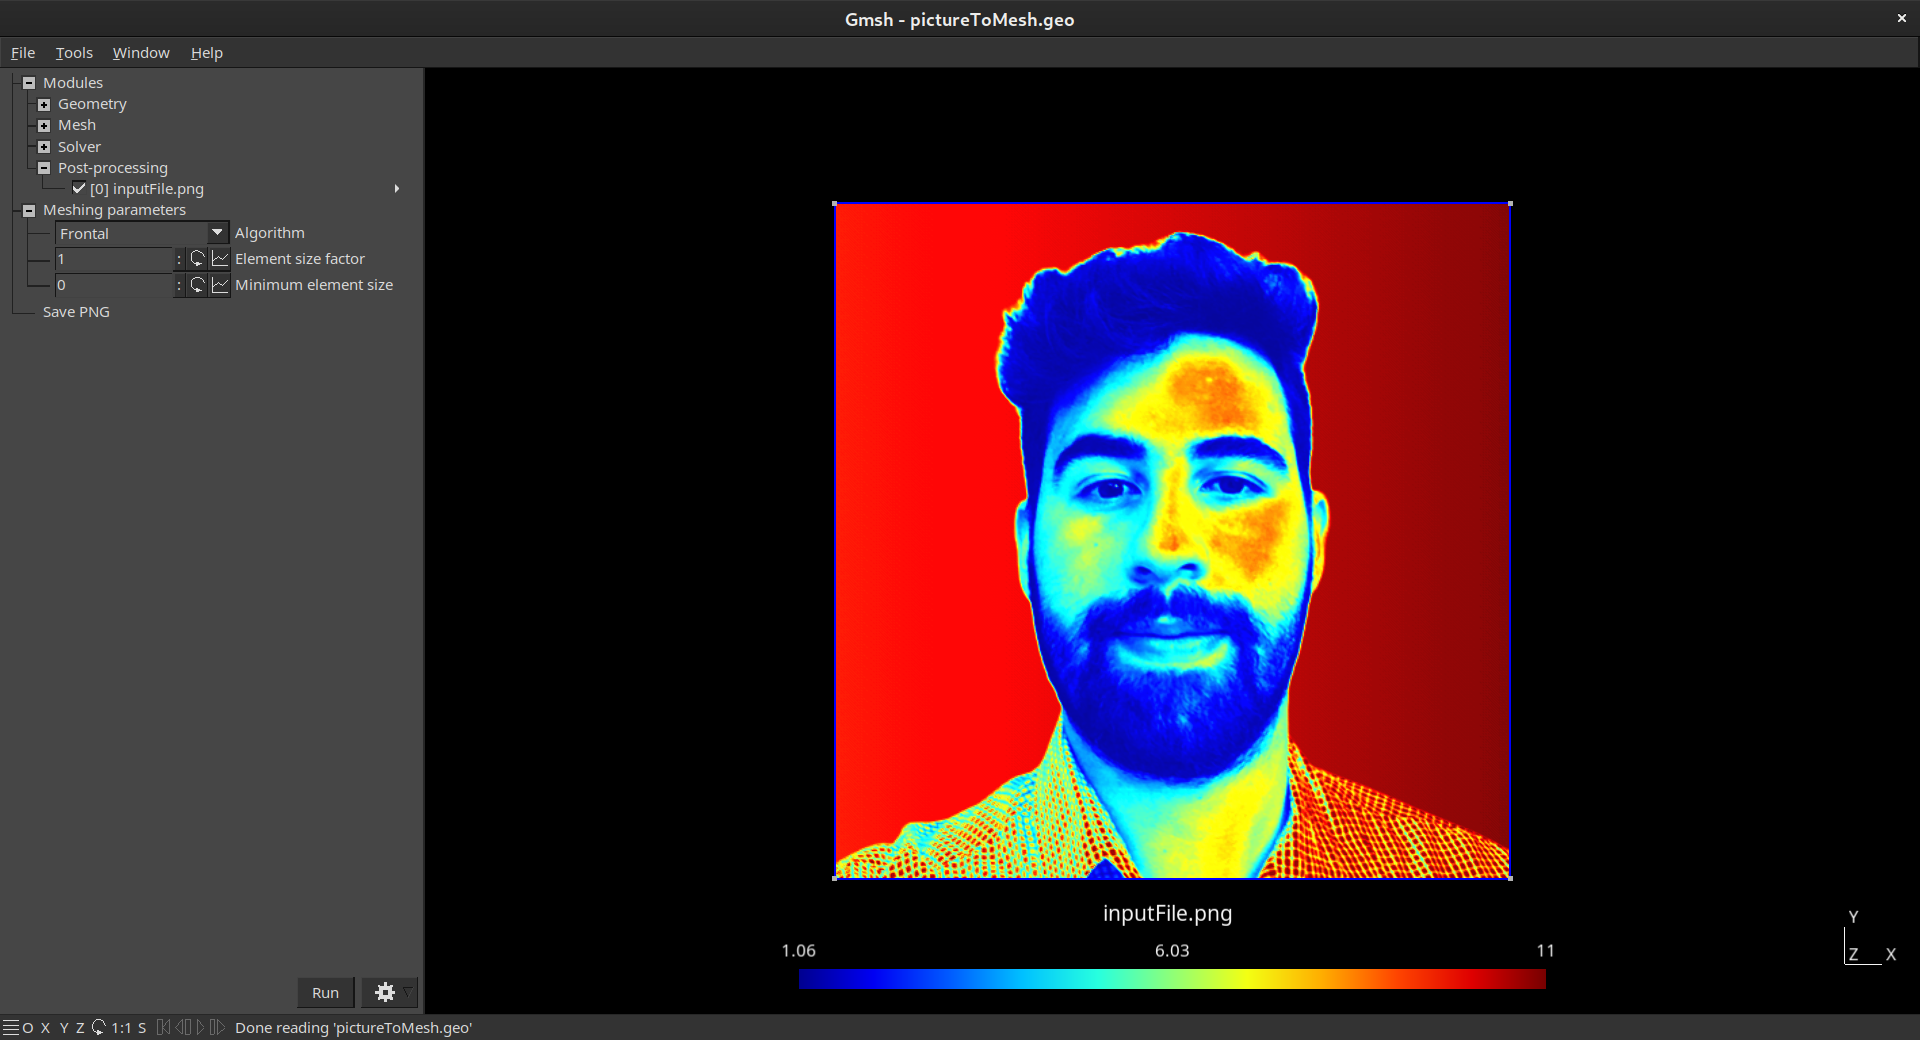 Gmsh - pictureToMesh.geo
File Tools Window Help
Modules
Geometry
Mesh
Solver
Post-processing
[0] inputFile.png
Meshing parameters
Frontal Algorithm
1 : Element size factor
0 : Minimum element size
Save PNG
inputFile.png
1.06 6.03 11
Y
Z X
Run
O X Y Z 1:1 S Done reading 'pictureToMesh.geo'